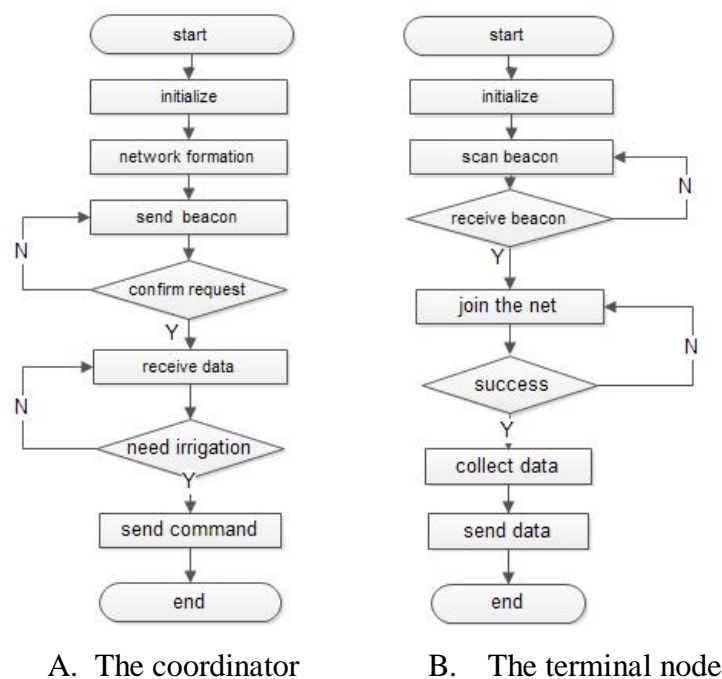 start
initialize
network formation
send beacon
N
confirm request
Y
receive data
N
need irrigation
Y
send command
end
A. The coordinator
start
initialize
scan beacon
N
receive beacon
Y
join the net
N
success
Y
collect data
send data
end
B. The terminal node